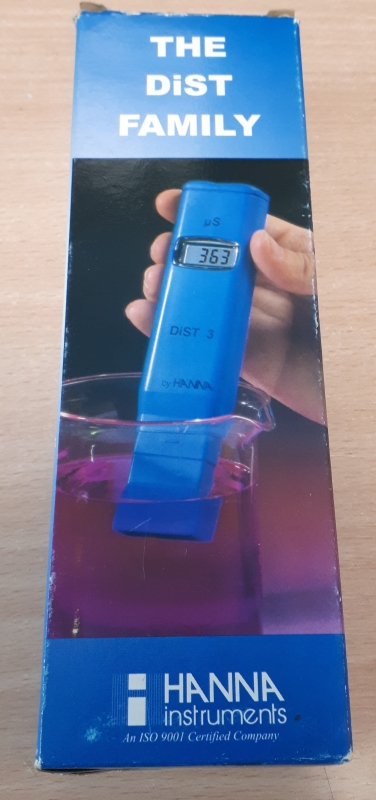 THE
DiST
FAMILY
µS
363
DiST 3
by HANNA
HANNA
instruments
An ISO 9001 Certified Company